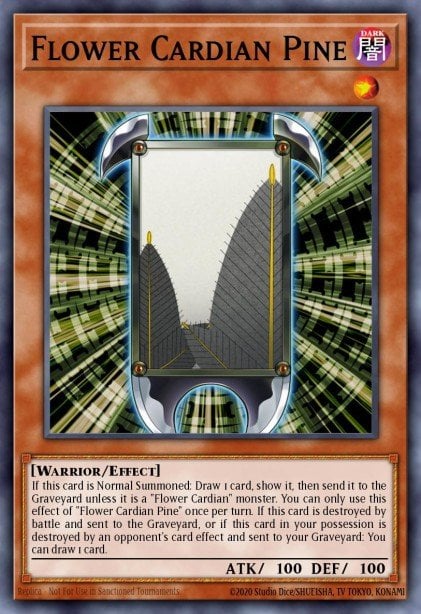 FLOWER CARDIAN PINE
DARK
闇
[WARRIOR/EFFECT]
If this card is Normal Summoned: Draw 1 card, show it, then send it to the
Graveyard unless it is a "Flower Cardian" monster. You can only use this
effect of "Flower Cardian Pine" once per turn. If this card is destroyed by
battle and sent to the Graveyard, or if this card in your possession is
destroyed by an opponent's card effect and sent to your Graveyard: You
can draw 1 card.
ATK/ 100 DEF/ 100
Replica - Not For Use in Sanctioned Tournaments
©2020 Studio Dice/SHUEISHA, TV TOKYO, KONAMI